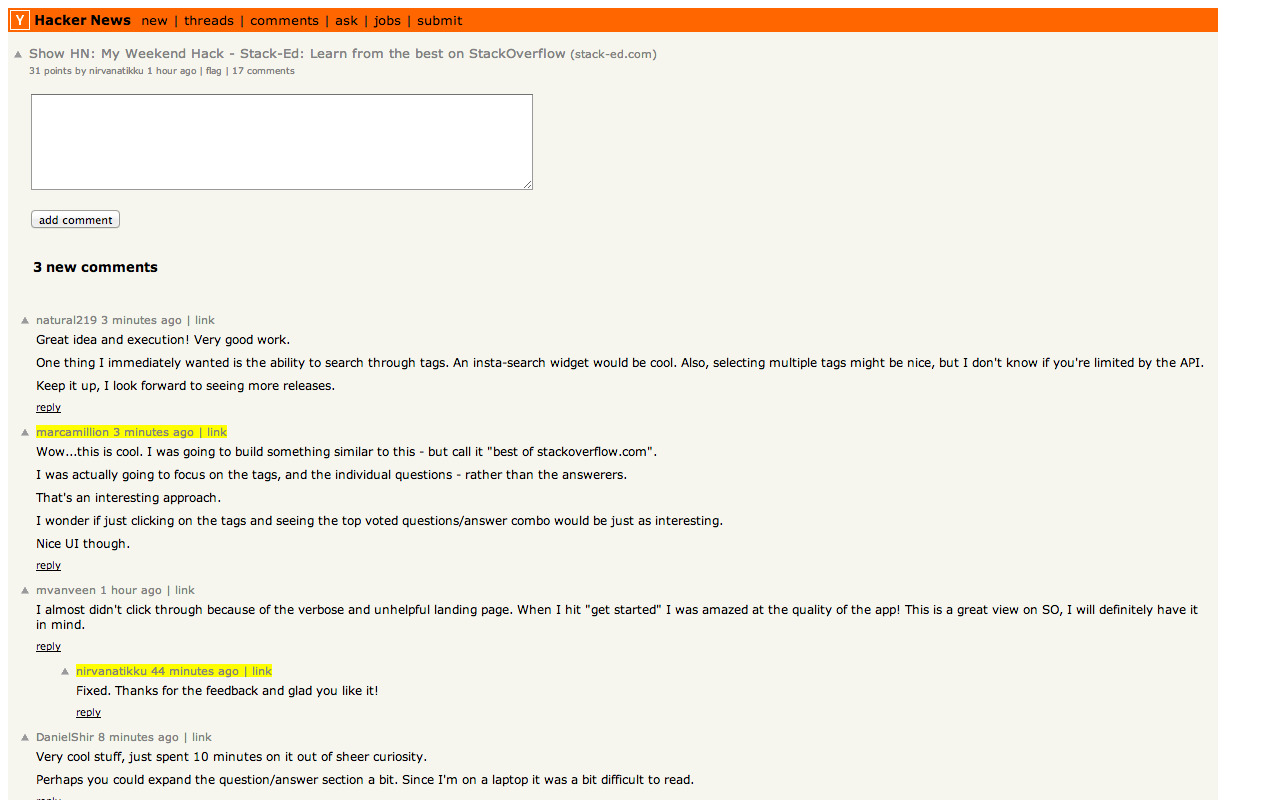 Y Hacker News new | threads | comments | ask | jobs | submit
Show HN: My Weekend Hack - Stack-Ed: Learn from the best on StackOverflow (stack-ed.com)
31 points by nirvanatikku 1 hour ago | flag | 17 comments
add comment
3 new comments
natural219 3 minutes ago | link
Great idea and execution! Very good work.
One thing I immediately wanted is the ability to search through tags. An insta-search widget would be cool. Also, selecting multiple tags might be nice, but I don't know if you're limited by the API.
Keep it up, I look forward to seeing more releases.
reply
marcamillion 3 minutes ago | link
Wow...this is cool. I was going to build something similar to this - but call it "best of stackoverflow.com".
I was actually going to focus on the tags, and the individual questions - rather than the answerers.
That's an interesting approach.
I wonder if just clicking on the tags and seeing the top voted questions/answer combo would be just as interesting.
Nice UI though.
reply
mvanveen 1 hour ago | link
I almost didn't click through because of the verbose and unhelpful landing page. When I hit "get started" I was amazed at the quality of the app! This is a great view on SO, I will definitely have it
in mind.
reply
nirvanatikku 44 minutes ago | link
Fixed. Thanks for the feedback and glad you like it!
reply
DanielShir 8 minutes ago | link
Very cool stuff, just spent 10 minutes on it out of sheer curiosity.
Perhaps you could expand the question/answer section a bit. Since I'm on a laptop it was a bit difficult to read.